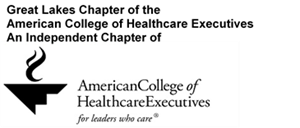 Great Lakes Chapter of the
American College of Healthcare Executives
An Independent Chapter of
AmericanCollege of
HealthcareExecutives
for leaders who care®